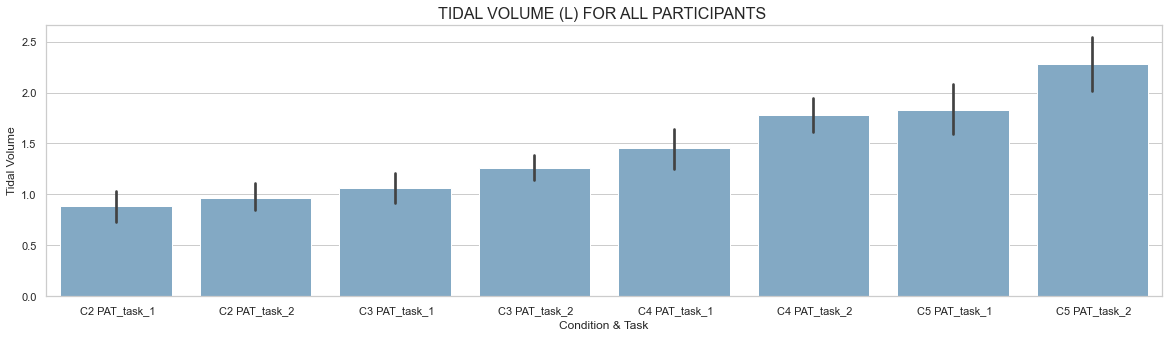 TIDAL VOLUME (L) FOR ALL PARTICIPANTS
Tidal Volume
2.5
2.0
1.5
1.0
0.5
0.0
C2 PAT_task_1 C2 PAT_task_2 C3 PAT_task_1 C3 PAT_task_2 C4 PAT_task_1 C4 PAT_task_2 C5 PAT_task_1 C5 PAT_task_2
Condition & Task